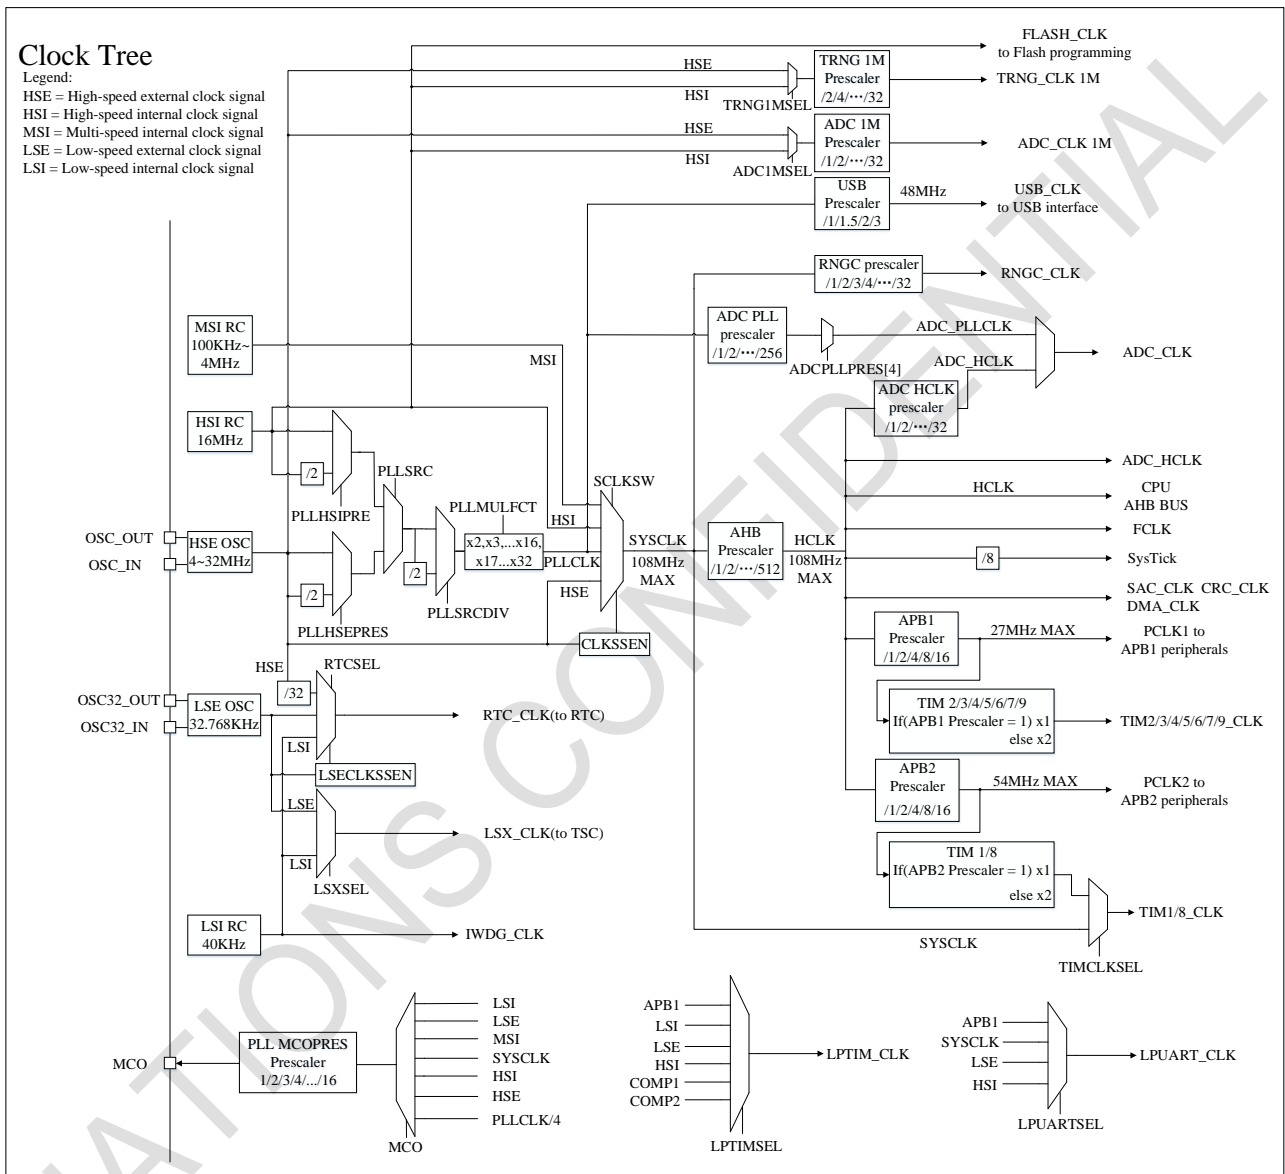 Clock Tree
Legend:
HSE = High-speed external clock signal
HSI = High-speed internal clock signal
MSI = Multi-speed internal clock signal
LSE = Low-speed external clock signal
LSI = Low-speed internal clock signal
FLASH_CLK
to Flash programming
HSE
HSI
TRNG1MSEL
TRNG 1M
Prescaler
/2/4/···/32
TRNG_CLK 1M
HSE
HSI
ADC1MSEL
ADC 1M
Prescaler
/1/2/···/32
ADC_CLK 1M
USB
Prescaler
/1/1.5/2/3
48MHz
USB_CLK
to USB interface
RNGC prescaler
/1/2/3/4/···/32
RNGC_CLK
MSI RC
100KHz~
4MHz
MSI
ADC PLL
prescaler
/1/2/···/256
ADCPLLPRES[4]
ADC_PLLCLK
ADC_HCLK
ADC_CLK
ADC HCLK
prescaler
/1/2/···/32
HSI RC
16MHz
/2
PLLHSIPRE
PLLSRC
PLLMULFCT
x2,x3,...x16,
x17...x32
SCLKSW
HSI
PLLCLK
HSE
ADC_HCLK
HCLK
CPU
AHB BUS
FCLK
OSC_OUT
OSC_IN
HSE OSC
4~32MHz
/2
PLLHSEPRES
/2
PLLSRCDIV
CLKSSEN
SYSCLK
108MHz
MAX
AHB
Prescaler
/1/2/···/512
HCLK
108MHz
MAX
/8
SysTick
SAC_CLK CRC_CLK
DMA_CLK
APB1
Prescaler
/1/2/4/8/16
27MHz MAX
PCLK1 to
APB1 peripherals
HSE
/32
RTCSEL
OSC32_OUT
OSC32_IN
LSE OSC
32.768KHz
RTC_CLK(to RTC)
LSI
LSECLKSSEN
TIM 2/3/4/5/6/7/9
If(APB1 Prescaler = 1) x1
else x2
TIM2/3/4/5/6/7/9_CLK
APB2
Prescaler
/1/2/4/8/16
54MHz MAX
PCLK2 to
APB2 peripherals
LSE
LSI
LSXSEL
LSX_CLK(to TSC)
TIM 1/8
If(APB2 Prescaler = 1) x1
else x2
TIM1/8_CLK
SYSCLK
TIMCLKSEL
LSI RC
40KHz
IWDG_CLK
MCO
PLL MCOPRES
Prescaler
1/2/3/4/.../16
LSI
LSE
MSI
SYSCLK
HSI
HSE
PLLCLK/4
MCO
APB1
LSI
LSE
HSI
COMP1
COMP2
LPTIM_CLK
LPTIMSEL
APB1
SYSCLK
LSE
HSI
LPUART_CLK
LPUARTSEL
ATIONS CONFIDENTIAL